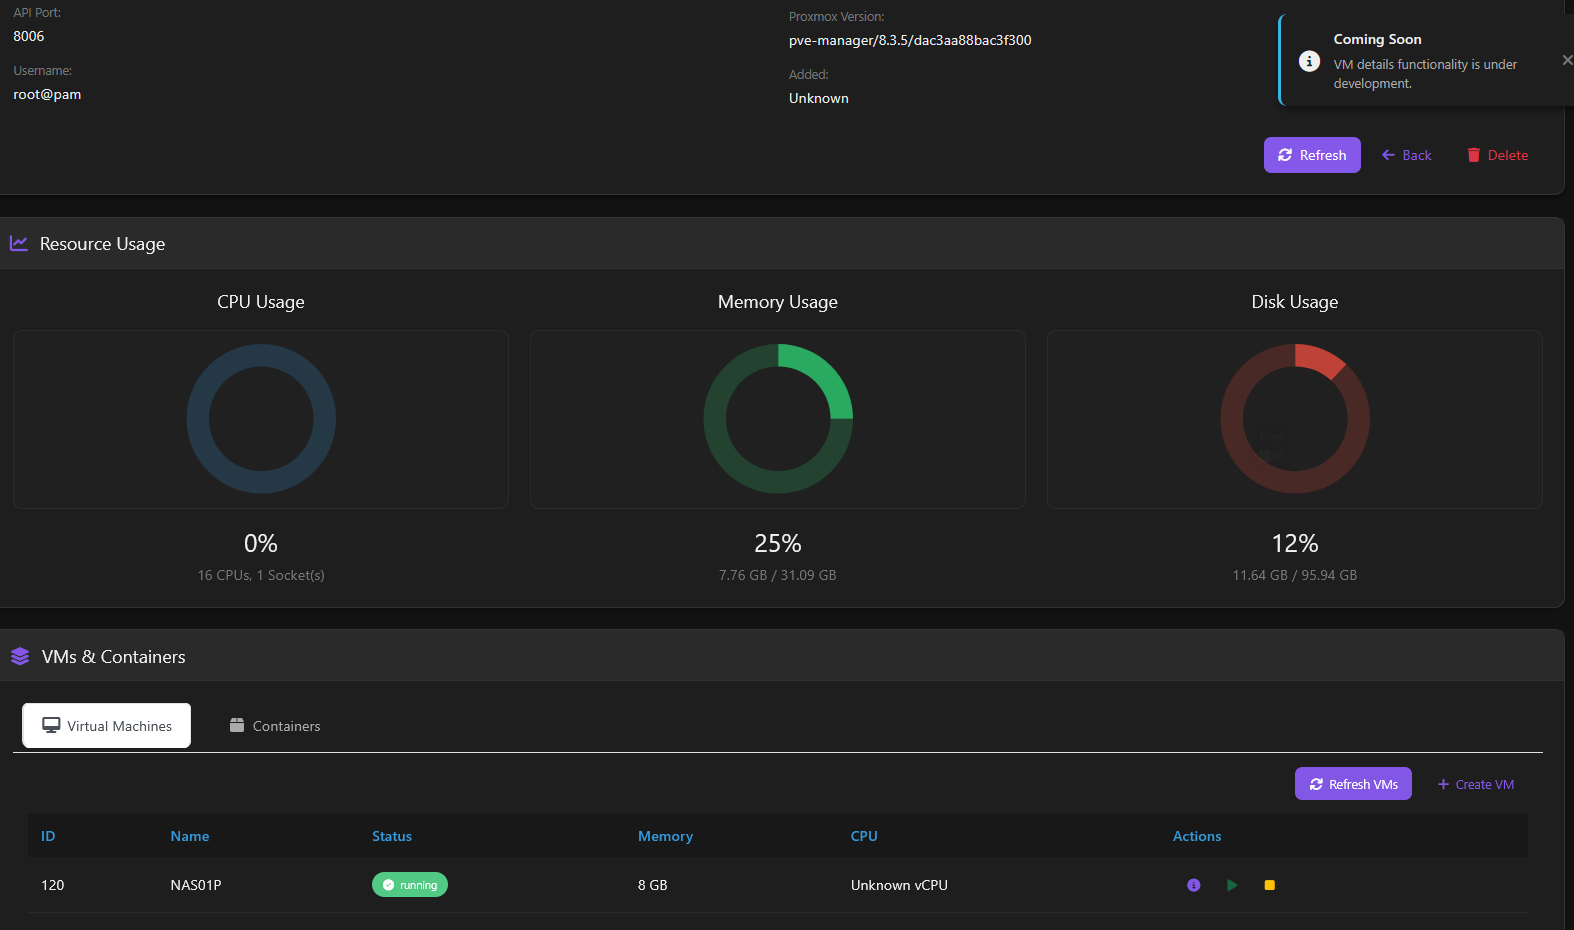 API Port:
8006
Username:
root@pam
Proxmox Version:
pve-manager/8.3.5/dac3aa88bac3f300
Added:
Unknown
Coming Soon
VM details functionality is under
development.
Refresh
Back
Delete
Resource Usage
CPU Usage
Memory Usage
Disk Usage
0%
25%
12%
16 CPUs, 1 Socket(s)
7.76 GB / 31.09 GB
11.64 GB / 95.94 GB
VMs & Containers
Virtual Machines
Containers
Refresh VMs
Create VM
ID Name Status Memory CPU Actions
120 NAS01P running 8 GB Unknown vCPU